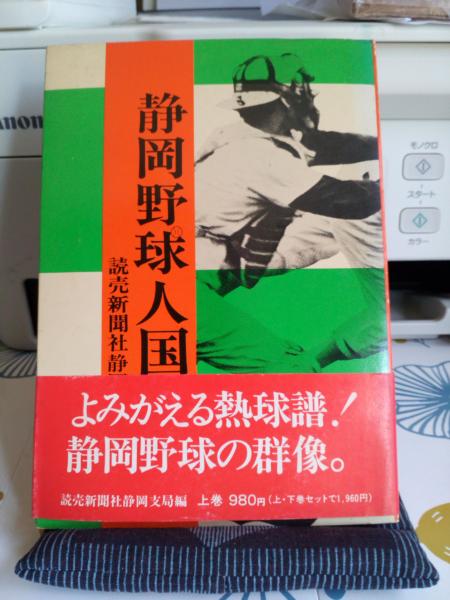 静岡野球人国
読売新聞社静岡
よみがえる熱球譜!
静岡野球の群像。
読売新聞社静岡支局編 上巻 980円(上・下巻セットで1,960円)
anon
モノクロ
スタート
カラー